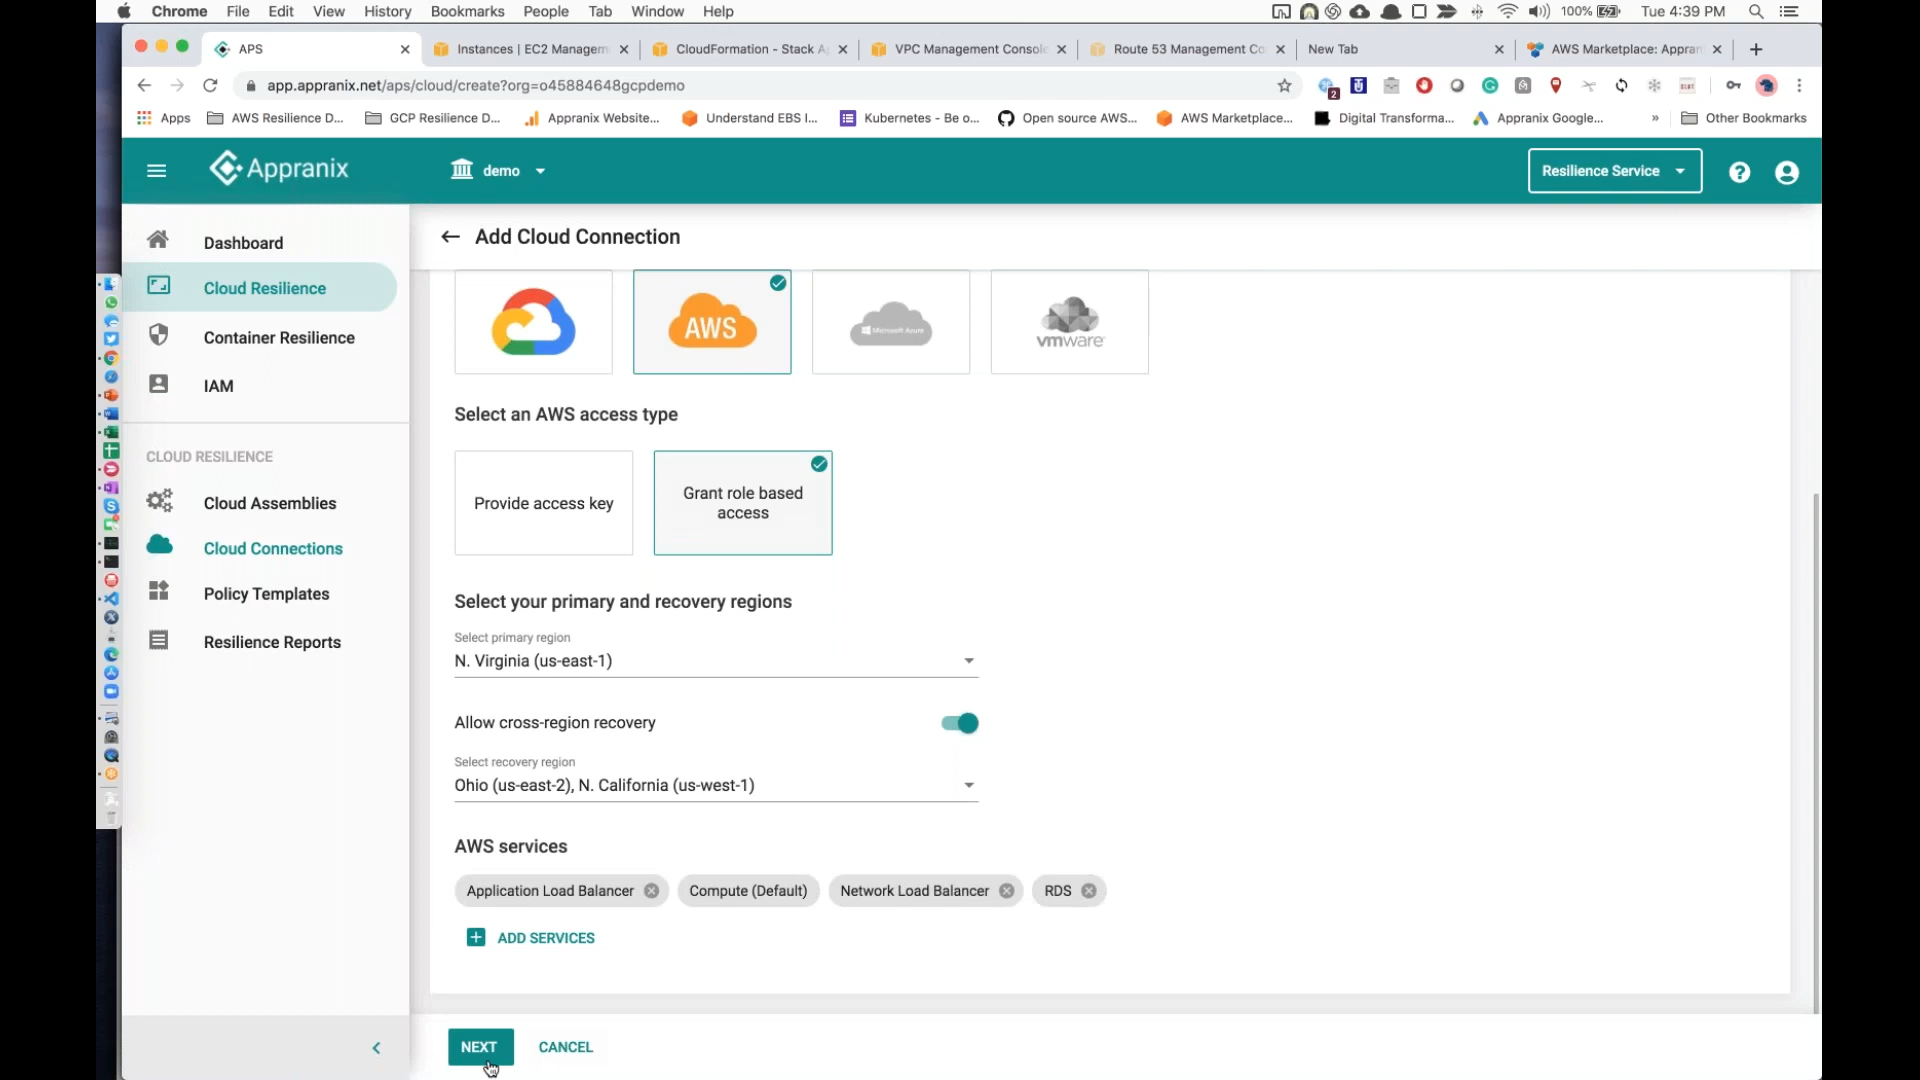 Chrome File Edit View History Bookmarks People Tab Window Help 100% Tue 4:39 PM
APS Instances | EC2 Managem CloudFormation - Stack VPC Management Consol Route 53 Management Co New Tab AWS Marketplace: Appran
app.appranix.net/aps/cloud/create?org=o45884648gcpdemo 2
Apps AWS Resilience D... GCP Resilience D... Appranix Website... Understand EBS I... Kubernetes - Be o... Open source AWS... AWS Marketplace... Digital Transforma... Appranix Google... » Other Bookmarks
Appranix demo Resilience Service ?
Dashboard
Cloud Resilience
Container Resilience
IAM
CLOUD RESILIENCE
Cloud Assemblies
Cloud Connections
Policy Templates
Resilience Reports
Add Cloud Connection
AWS Microsoft Azure vmware
Select an AWS access type
Provide access key
Grant role based
access
Select your primary and recovery regions
Select primary region
N. Virginia (us-east-1)
Allow cross-region recovery
Select recovery region
Ohio (us-east-2), N. California (us-west-1)
AWS services
Application Load Balancer Compute (Default) Network Load Balancer RDS
ADD SERVICES
NEXT CANCEL